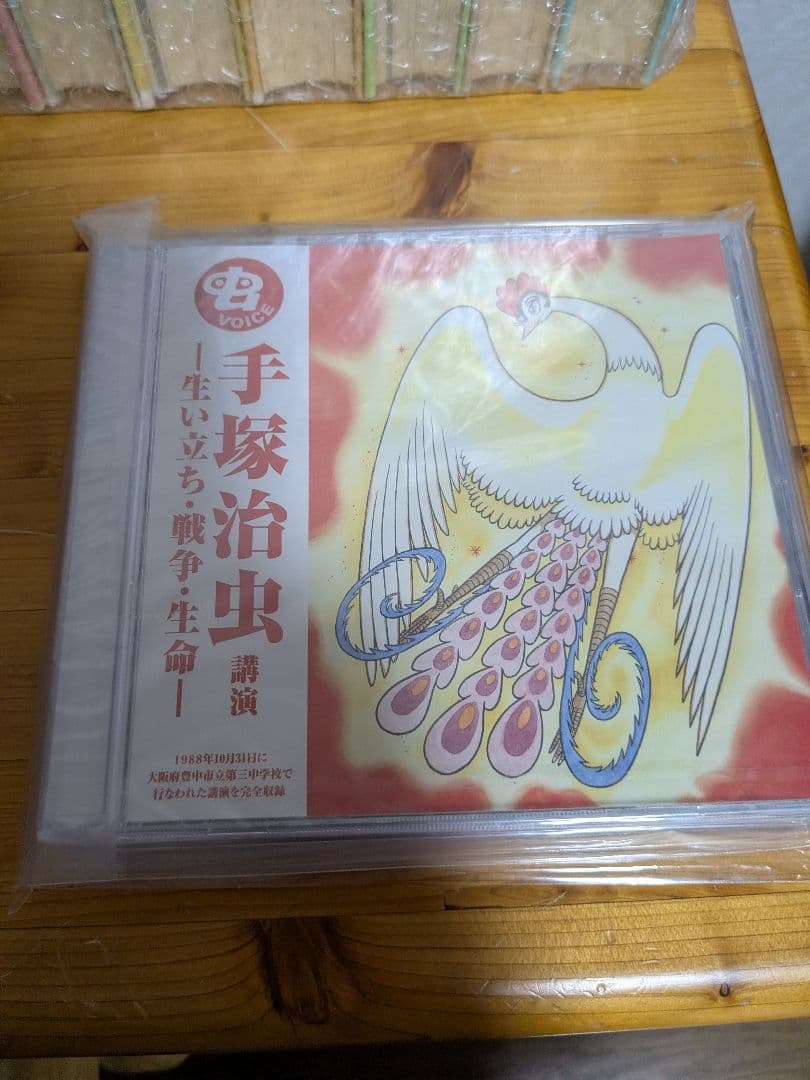 虫
VOICE
手塚治虫 講演
―生い立ち・戦争・生命―
1988年10月31日に
大阪府豊中市立第三中学校で
行なわれた講演を完全収録